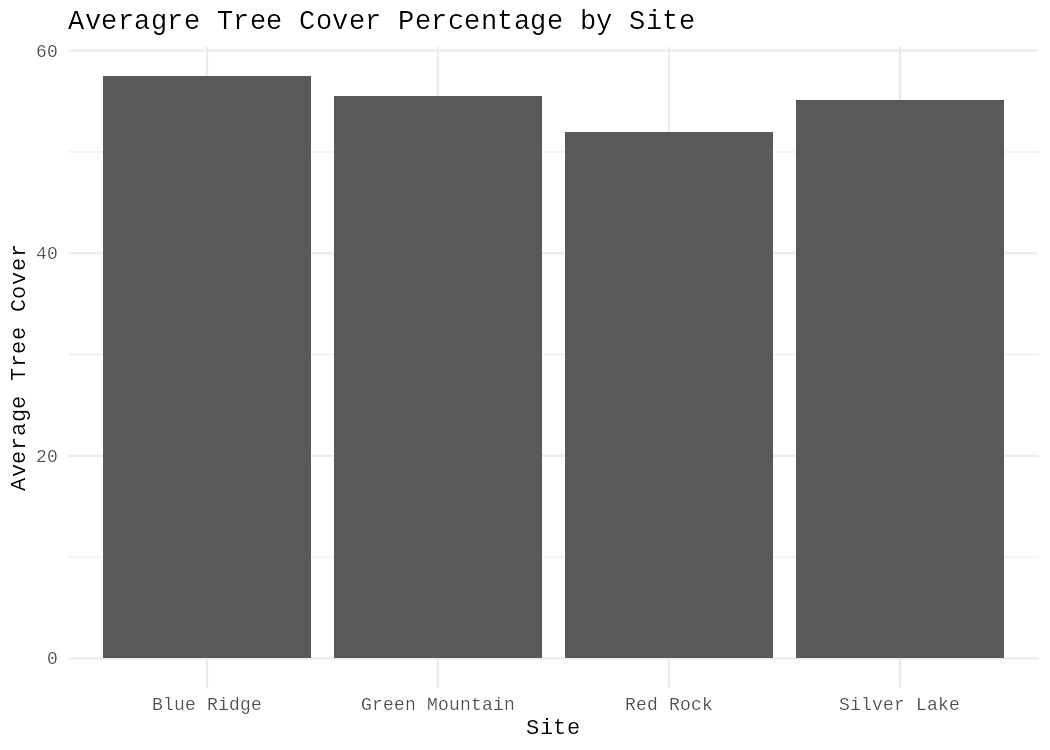 Averagre Tree Cover Percentage by Site
60
40
20
0
Average Tree Cover
Blue Ridge
Green Mountain
Red Rock
Silver Lake
Site